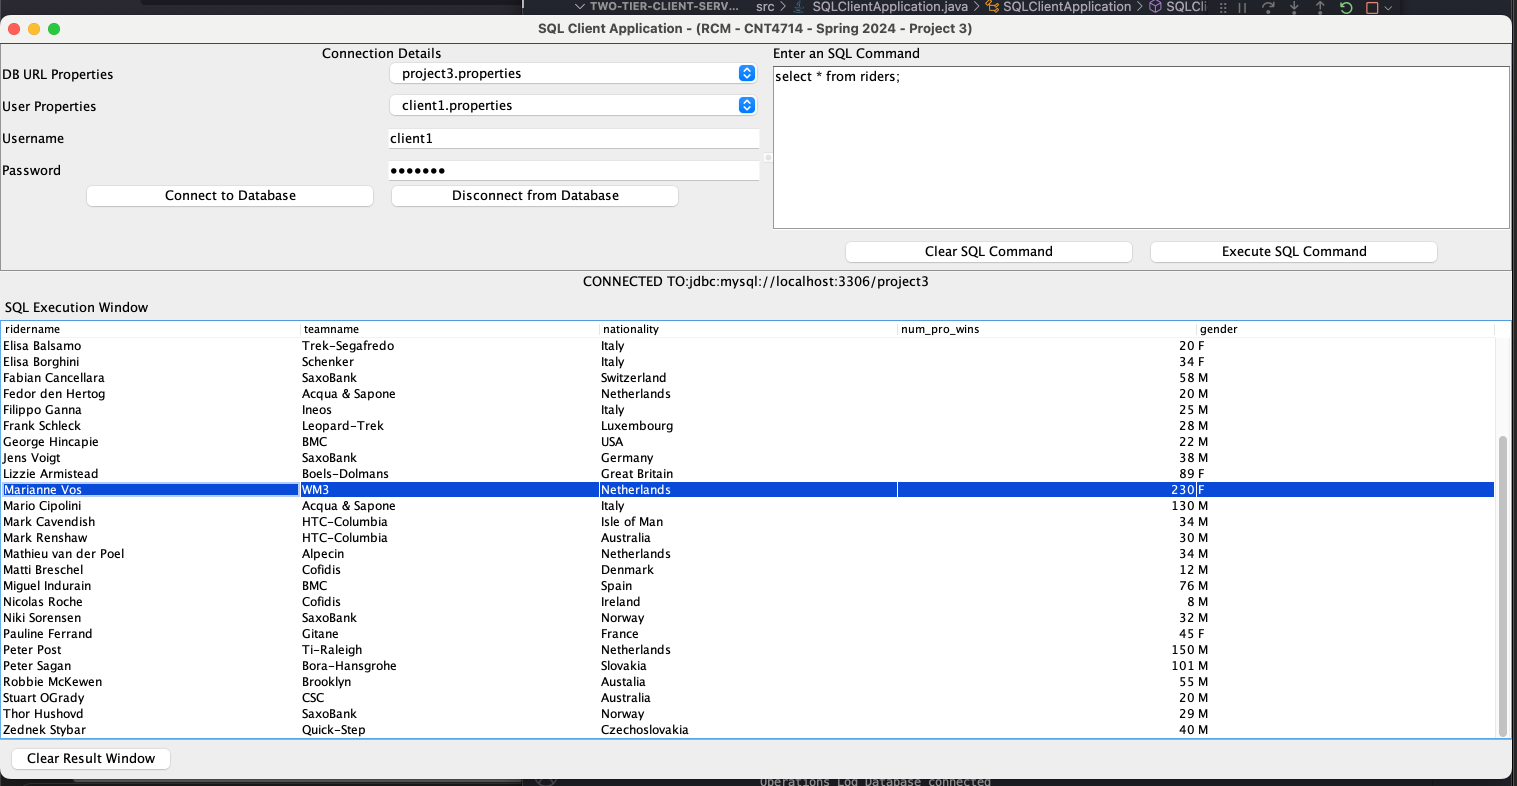 TWO-TIER-CLIENT-SERV... src > SQLClientApplication.java > SQLClientApplication > SQLCli
SQL Client Application - (RCM - CNT4714 - Spring 2024 - Project 3)
Connection Details
DB URL Properties project3.properties
User Properties client1.properties
Username client1
Password •••••••
Connect to Database Disconnect from Database
Enter an SQL Command
select * from riders;
Clear SQL Command Execute SQL Command
CONNECTED TO:jdbc:mysql://localhost:3306/project3
SQL Execution Window
ridername teamname nationality num_pro_wins gender
Elisa Balsamo Trek-Segafredo Italy 20 F
Elisa Borghini Schenker Italy 34 F
Fabian Cancellara SaxoBank Switzerland 58 M
Fedor den Hertog Acqua & Sapone Netherlands 20 M
Filippo Ganna Ineos Italy 25 M
Frank Schleck Leopard-Trek Luxembourg 28 M
George Hincapie BMC USA 22 M
Jens Voigt SaxoBank Germany 38 M
Lizzie Armistead Boels-Dolmans Great Britain 89 F
Marianne Vos WM3 Netherlands 230 F
Mario Cipolini Acqua & Sapone Italy 130 M
Mark Cavendish HTC-Columbia Isle of Man 34 M
Mark Renshaw HTC-Columbia Australia 30 M
Mathieu van der Poel Alpecin Netherlands 34 M
Matti Breschel Cofidis Denmark 12 M
Miguel Indurain BMC Spain 76 M
Nicolas Roche Cofidis Ireland 8 M
Niki Sorensen SaxoBank Norway 32 M
Pauline Ferrand Gitane France 45 F
Peter Post Ti-Raleigh Netherlands 150 M
Peter Sagan Bora-Hansgrohe Slovakia 101 M
Robbie McKewen Brooklyn Austalia 55 M
Stuart OGrady CSC Australia 20 M
Thor Hushovd SaxoBank Norway 29 M
Zednek Stybar Quick-Step Czechoslovakia 40 M
Clear Result Window
Operations Log Database connected